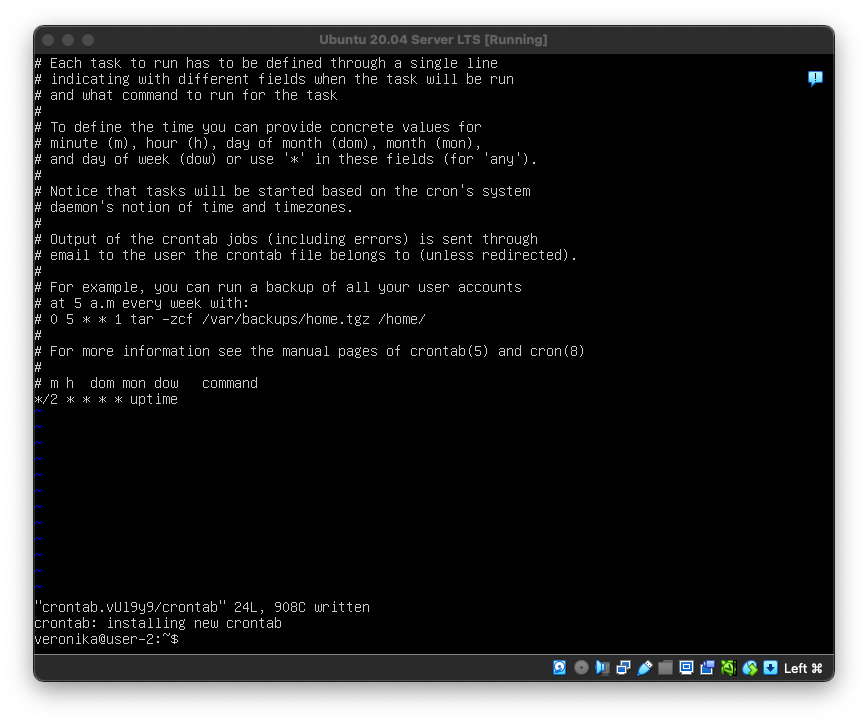 Ubuntu 20.04 Server LTS [Running]
# Each task to run has to be defined through a single line
# indicating with different fields when the task will be run
# and what command to run for the task
#
# To define the time you can provide concrete values for
# minute (m), hour (h), day of month (dom), month (mon),
# and day of week (dow) or use '*' in these fields (for 'any').
#
# Notice that tasks will be started based on the cron's system
# daemon's notion of time and timezones.
#
# Output of the crontab jobs (including errors) is sent through
# email to the user the crontab file belongs to (unless redirected).
#
# For example, you can run a backup of all your user accounts
# at 5 a.m every week with:
# 0 5 * * 1 tar -zcf /var/backups/home.tgz /home/
#
# For more information see the manual pages of crontab(5) and cron(8)
#
# m h  dom mon dow   command
*/2 * * * * uptime
~
~
~
~
~
~
~
~
~
~
~
~
"crontab.vUl9y9/crontab" 24L, 908C written
crontab: installing new crontab
veronika@user-2:~$
Left ⌘